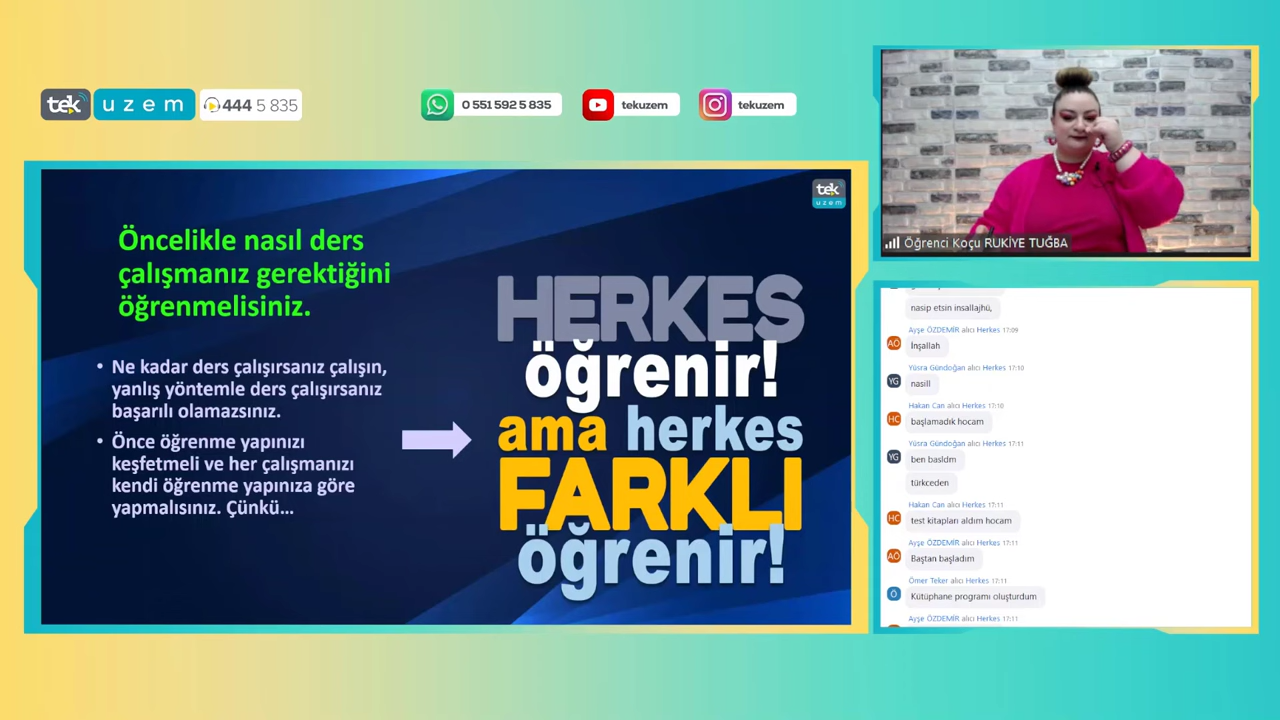 tek uzem 444 5 835
0 551 592 5 835
tekuzem
tekuzem
tek
uzem
Öncelikle nasıl ders
çalışmanız gerektiğini
öğrenmelisiniz.
• Ne kadar ders çalışırsanız çalışın,
yanlış yöntemle ders çalışırsanız
başarılı olamazsınız.
• Önce öğrenme yapınızı
keşfetmeli ve her çalışmanızı
kendi öğrenme yapınıza göre
yapmalısınız. Çünkü...
HERKES
öğrenir!
ama herkes
FARKLI
öğrenir!
Öğrenci Koçu RUKİYE TUĞBA
nasip etsin insallajhü,
Ayşe ÖZDEMİR alıcı Herkes 17:09
AÖ
İnşallah
Yüsra Gündoğan alıcı Herkes 17:10
YG
nasill
Hakan Can alıcı Herkes 17:10
HC
başlamadık hocam
Yüsra Gündoğan alıcı Herkes 17:11
YG
ben basldm
türkceden
Hakan Can alıcı Herkes 17:11
HC
test kitapları aldım hocam
Ayşe ÖZDEMİR alıcı Herkes 17:11
AÖ
Baştan başladım
Ömer Teker alıcı Herkes 17:11
Ö
Kütüphane programı oluşturdum
Ayşe ÖZDEMİR alıcı Herkes 17:11